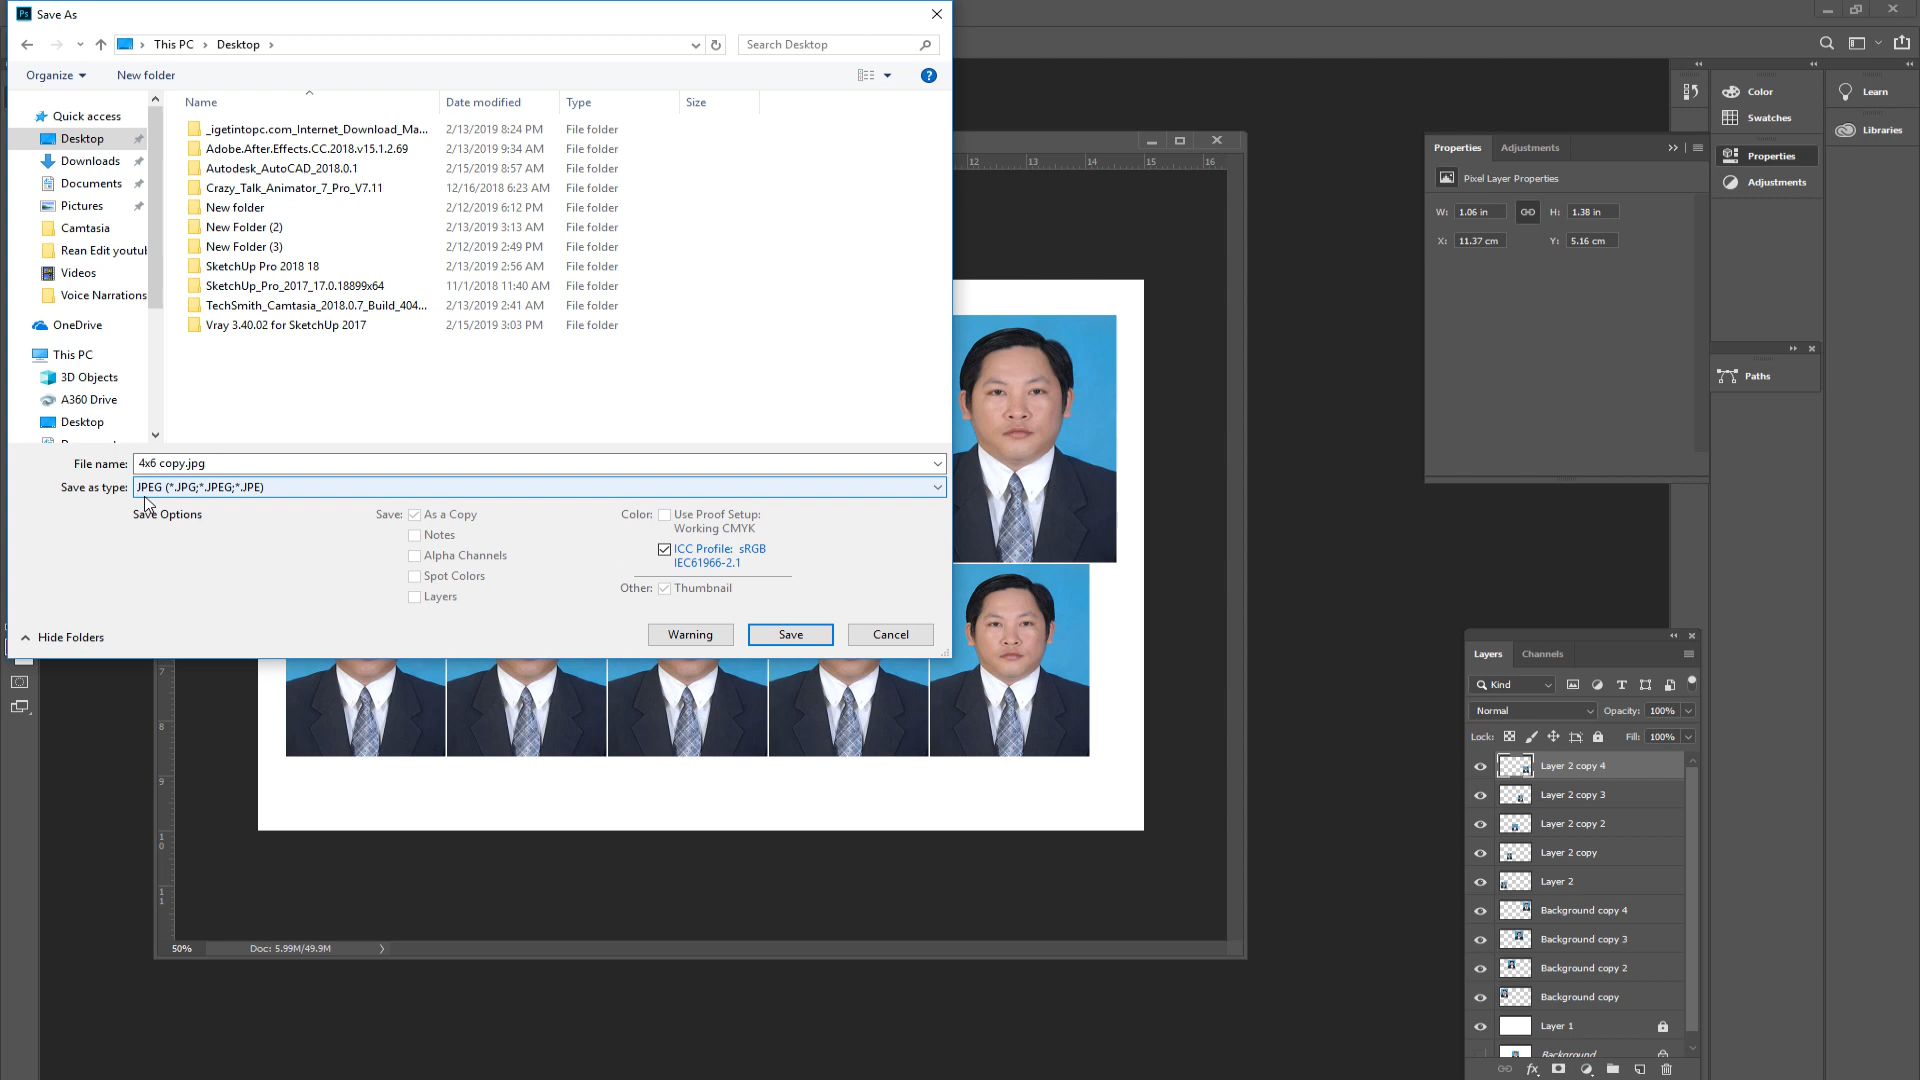 Ps Save As
This PC > Desktop >
Search Desktop
Organize
New folder
?
Name
Date modified
Type
Size
Quick access
Desktop
Downloads
Documents
Pictures
Camtasia
Rean Edit youtul
Videos
Voice Narrations
OneDrive
This PC
3D Objects
A360 Drive
Desktop
_igetintopc.com_Internet_Download_Ma... 2/13/2019 8:24 PM File folder
Adobe.After.Effects.CC.2018.v15.1.2.69 2/13/2019 9:34 AM File folder
Autodesk_AutoCAD_2018.0.1 2/15/2019 8:57 AM File folder
Crazy_Talk_Animator_7_Pro_V7.11 12/16/2018 6:23 AM File folder
New folder 2/12/2019 6:12 PM File folder
New Folder (2) 2/13/2019 3:13 AM File folder
New Folder (3) 2/12/2019 2:49 PM File folder
SketchUp Pro 2018 18 2/13/2019 2:56 AM File folder
SketchUp_Pro_2017_17.0.18899x64 11/1/2018 11:40 AM File folder
TechSmith_Camtasia_2018.0.7_Build_404... 2/13/2019 2:41 AM File folder
Vray 3.40.02 for SketchUp 2017 2/15/2019 3:03 PM File folder
File name: 4x6 copy.jpg
Save as type: JPEG (*.JPG;*.JPEG;*.JPE)
Save Options
Save: As a Copy
Notes
Alpha Channels
Spot Colors
Layers
Color: Use Proof Setup:
Working CMYK
ICC Profile: sRGB
IEC61966-2.1
Other: Thumbnail
Hide Folders
Warning
Save
Cancel
12 13 14 15 16
7
8
9
1
0
1
1
50% Doc: 5.99M/49.9M
Properties Adjustments
Pixel Layer Properties
W: 1.06 in H: 1.38 in
X: 11.37 cm Y: 5.16 cm
Color
Swatches
Properties
Adjustments
Paths
Learn
Libraries
Layers Channels
Kind
Normal Opacity: 100%
Lock: Fill: 100%
Layer 2 copy 4
Layer 2 copy 3
Layer 2 copy 2
Layer 2 copy
Layer 2
Background copy 4
Background copy 3
Background copy 2
Background copy
Layer 1
Background
fx